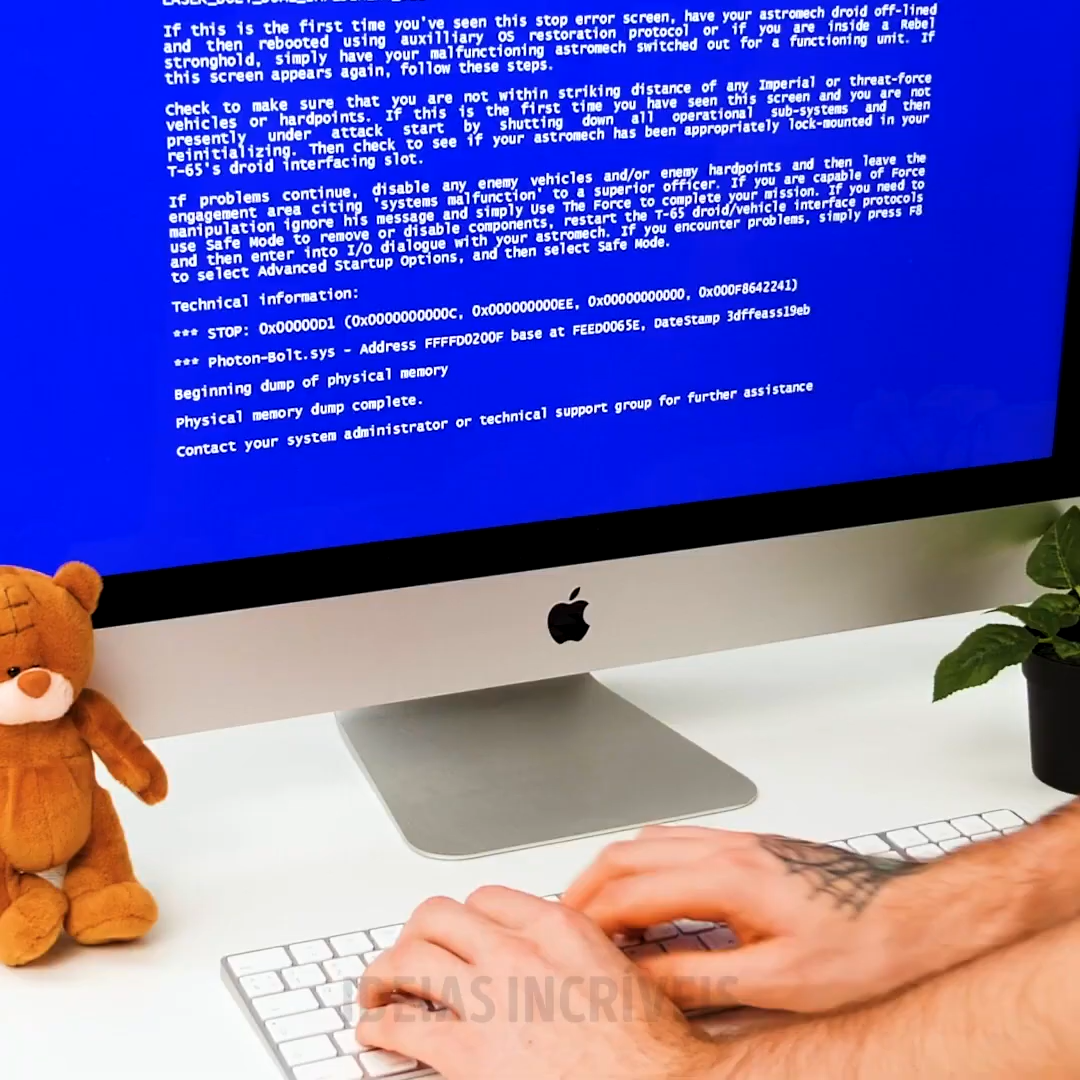 If this is the first time you've seen this stop error screen, have your astromech droid off-lined
and then rebooted using auxilliary OS restoration protocol or if you are inside a Rebel
stronghold, simply have your malfunctioning astromech switched out for a functioning unit. If
this screen appears again, follow these steps.
Check to make sure that you are not within striking distance of any Imperial or threat-force
vehicles or hardpoints. If this is the first time you have seen this screen and you are not
presently under attack start by shutting down all operational sub-systems and then
reinitializing. Then check to see if your astromech has been appropriately lock-mounted in your
T-65's droid interfacing slot.
If problems continue, disable any enemy vehicles and/or enemy hardpoints and then leave the
engagement area citing 'systems malfunction' to a superior officer. If you are capable of Force
manipulation ignore his message and simply Use The Force to complete your mission. If you need to
use Safe Mode to remove or disable components, restart the T-65 droid/vehicle interface protocols
and then enter into I/O dialogue with your astromech. If you encounter problems, simply press F8
to select Advanced Startup Options, and then select Safe Mode.
Technical information:
*** STOP: 0x00000DD1 (0x0000000000C, 0x000000000EE, 0x00000000000, 0x000F8642241)
*** Photon-Bolt.sys - Address FFFFD0200F base at FEED0065E, DateStamp 3dffeass19eb
Beginning dump of physical memory
Physical memory dump complete.
Contact your system administrator or technical support group for further assistance
IDEIAS INCRÍVEIS